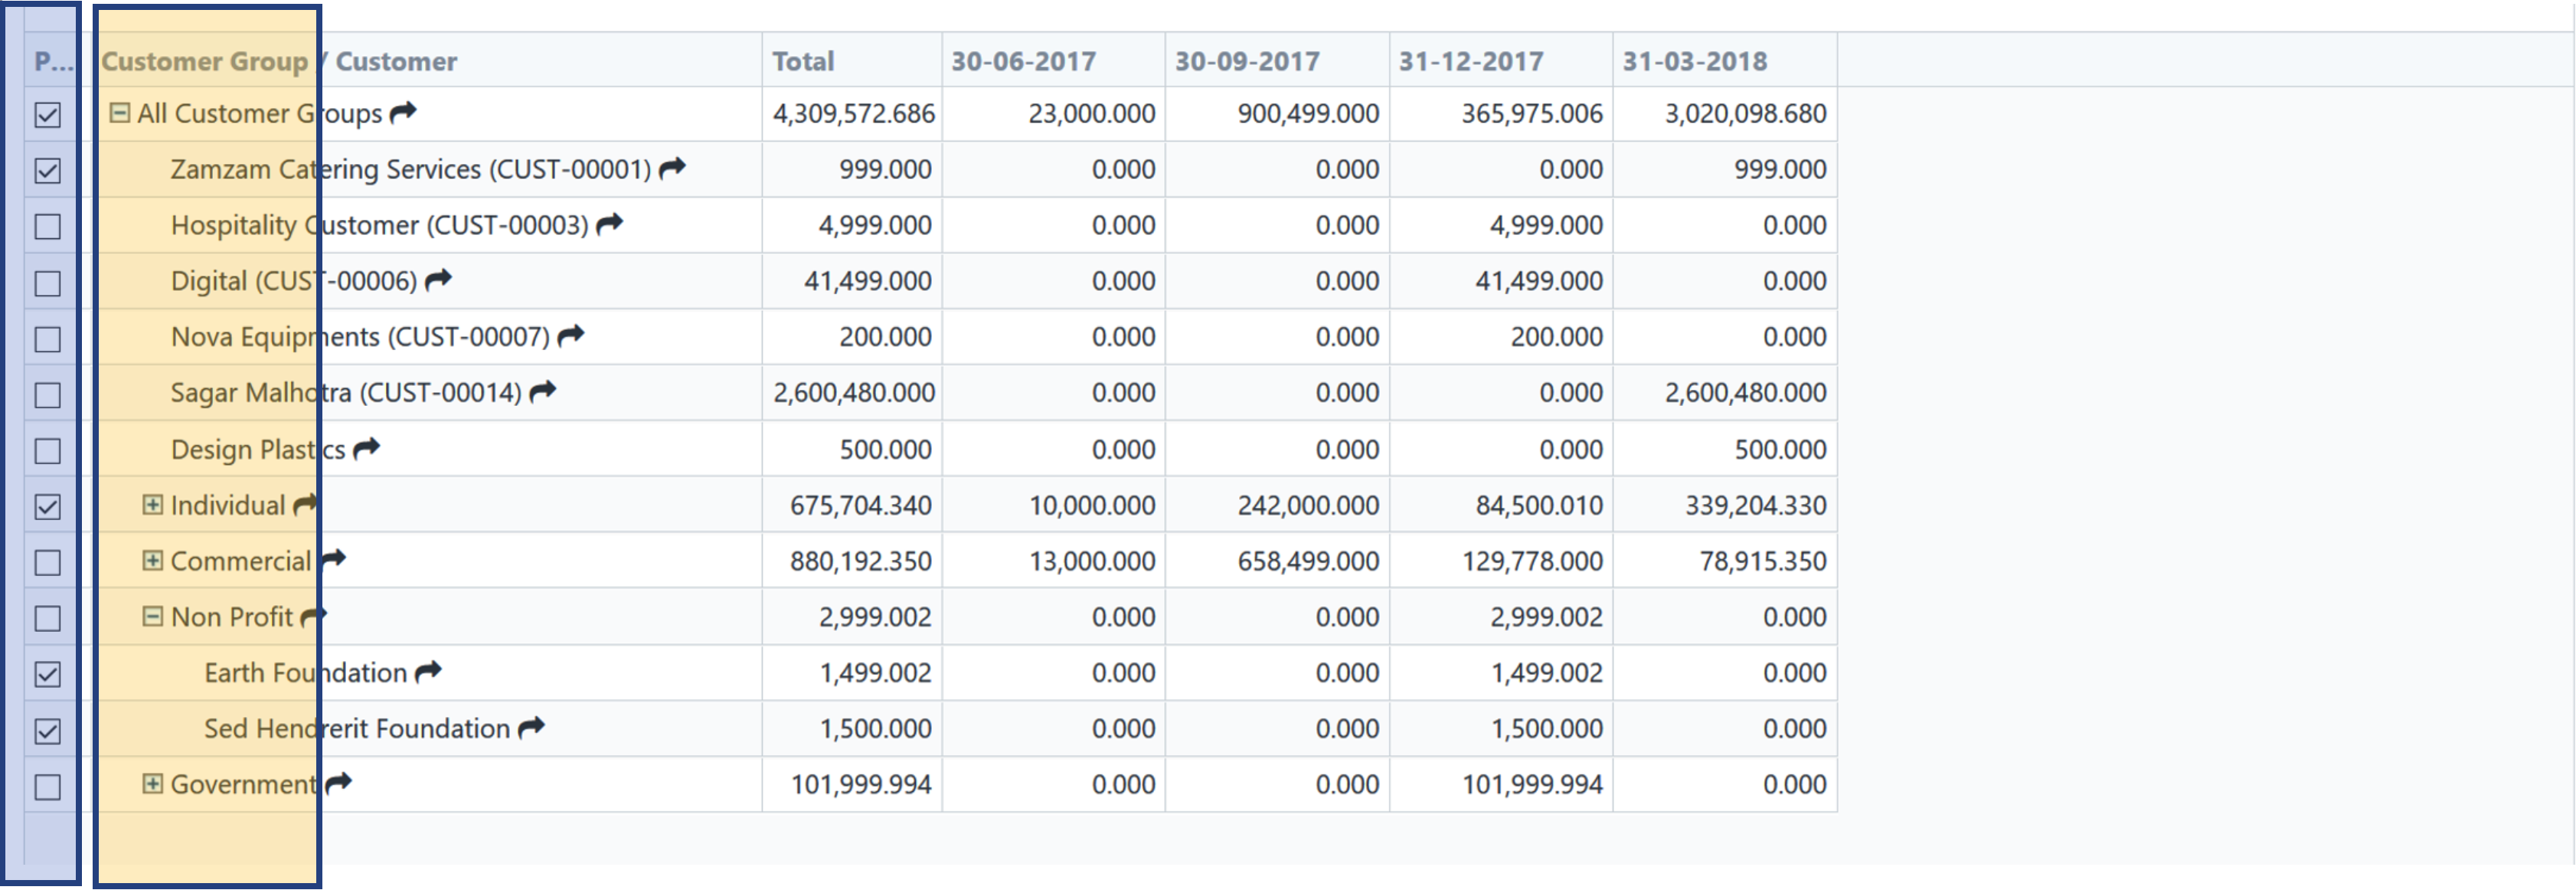 P... Customer Group / Customer Total 30-06-2017 30-09-2017 31-12-2017 31-03-2018
All Customer Groups 4,309,572.686 23,000.000 900,499.000 365,975.006 3,020,098.680
Zamzam Catering Services (CUST-00001) 999.000 0.000 0.000 0.000 999.000
Hospitality Customer (CUST-00003) 4,999.000 0.000 0.000 4,999.000 0.000
Digital (CUST-00006) 41,499.000 0.000 0.000 41,499.000 0.000
Nova Equipments (CUST-00007) 200.000 0.000 0.000 200.000 0.000
Sagar Malhotra (CUST-00014) 2,600,480.000 0.000 0.000 0.000 2,600,480.000
Design Plastics 500.000 0.000 0.000 0.000 500.000
Individual 675,704.340 10,000.000 242,000.000 84,500.010 339,204.330
Commercial 880,192.350 13,000.000 658,499.000 129,778.000 78,915.350
Non Profit 2,999.002 0.000 0.000 2,999.002 0.000
Earth Foundation 1,499.002 0.000 0.000 1,499.002 0.000
Sed Hendrerit Foundation 1,500.000 0.000 0.000 1,500.000 0.000
Government 101,999.994 0.000 0.000 101,999.994 0.000